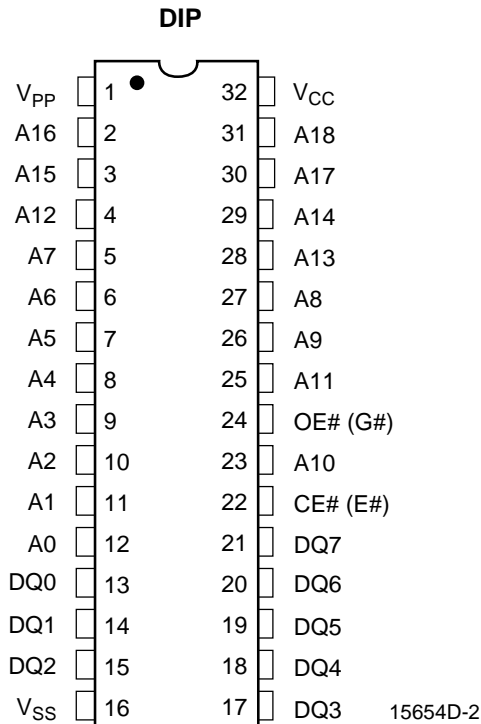 DIP
VPP 1 32 VCC
A16 2 31 A18
A15 3 30 A17
A12 4 29 A14
A7 5 28 A13
A6 6 27 A8
A5 7 26 A9
A4 8 25 A11
A3 9 24 OE# (G#)
A2 10 23 A10
A1 11 22 CE# (E#)
A0 12 21 DQ7
DQ0 13 20 DQ6
DQ1 14 19 DQ5
DQ2 15 18 DQ4
VSS 16 17 DQ3 15654D-2